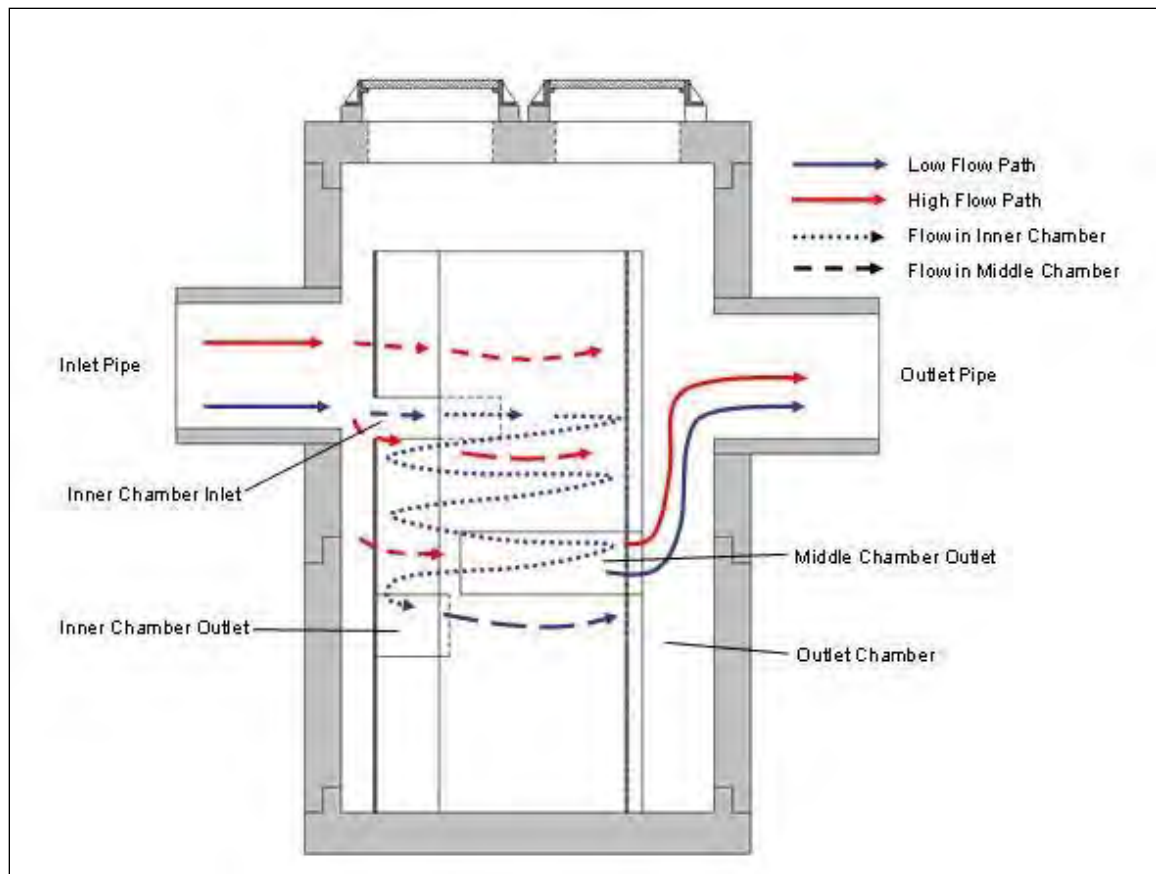 Low Flow Path
High Flow Path
Flow in Inner Chamber
Flow in Middle Chamber
Inlet Pipe
Outlet Pipe
Inner Chamber Inlet
Middle Chamber Outlet
Inner Chamber Outlet
Outlet Chamber